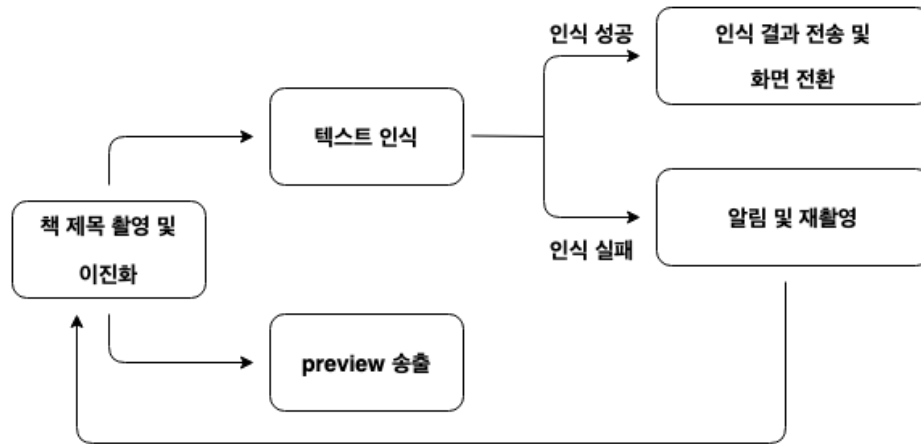 책 제목 촬영 및
이진화
텍스트 인식
preview 송출
인식 성공
인식 결과 전송 및
화면 전환
인식 실패
알림 및 재촬영